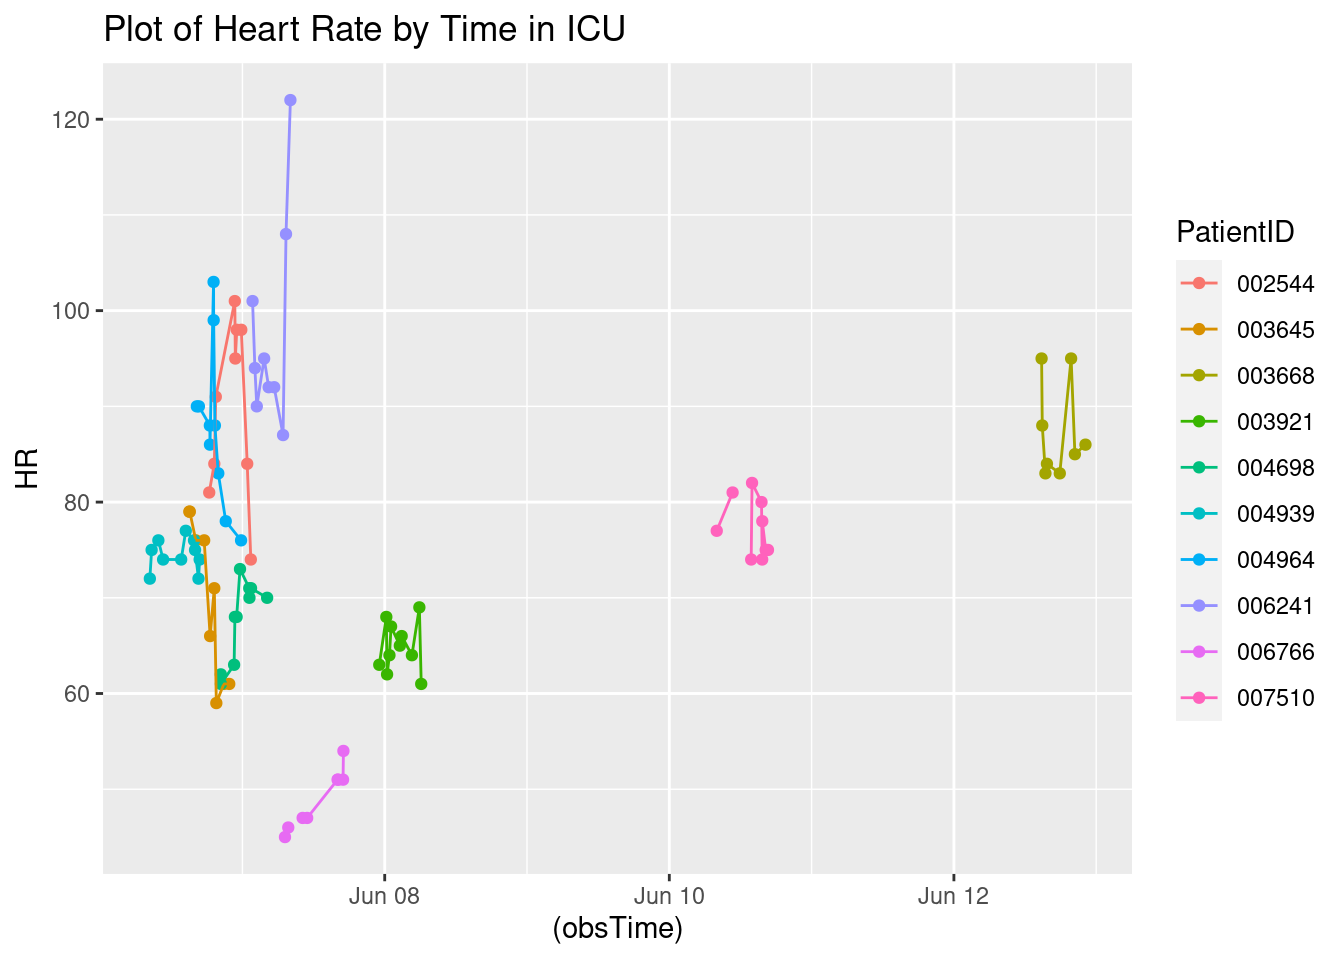 Plot of Heart Rate by Time in ICU
120
100
80
60
HR
Jun 08
Jun 10
Jun 12
(obsTime)
PatientID
002544
003645
003668
003921
004698
004939
004964
006241
006766
007510